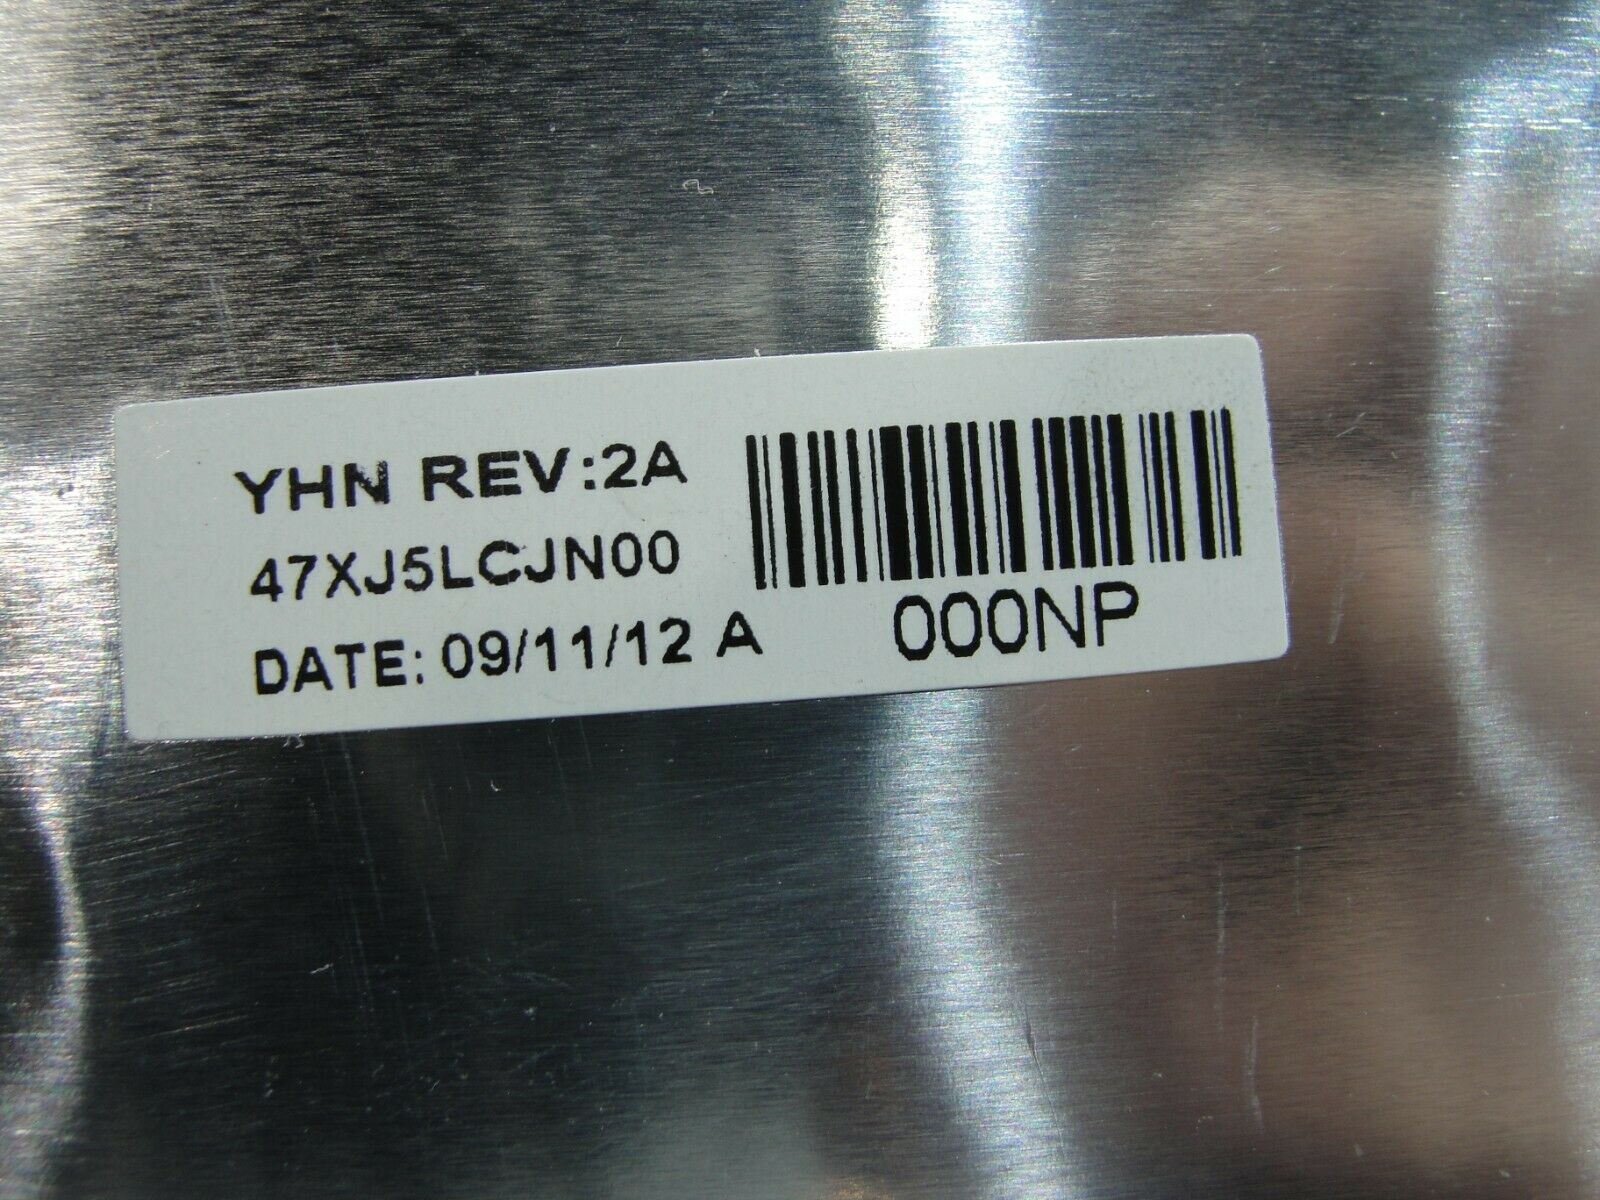 YHN REV:2A
47XJ5LCJN00
DATE: 09/11/12 A
000NP